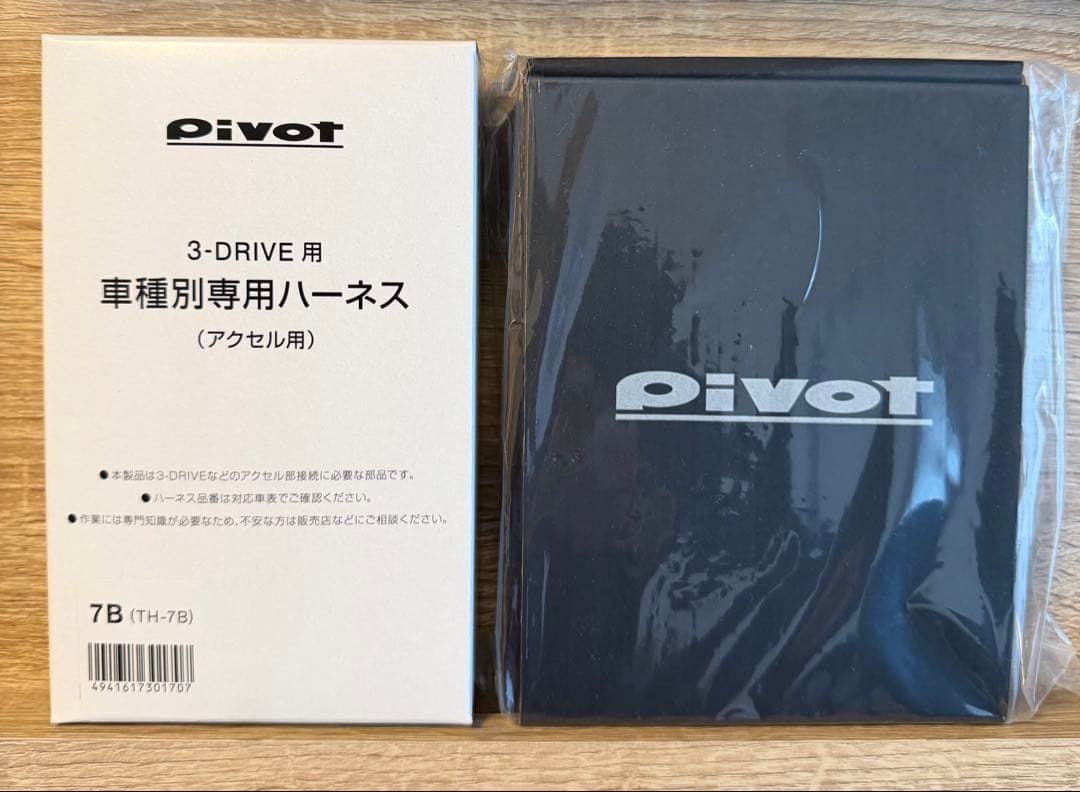 pivot
3-DRIVE 用
車種別専用ハーネス
(アクセル用)
●本製品は3-DRIVEなどのアクセル部接続に必要な部品です。
●ハーネス品番は対応車表でご確認ください。
●作業には専門知識が必要なため、不安な方は販売店などにご相談ください。
7B (TH-7B)
4941617301707
pivot